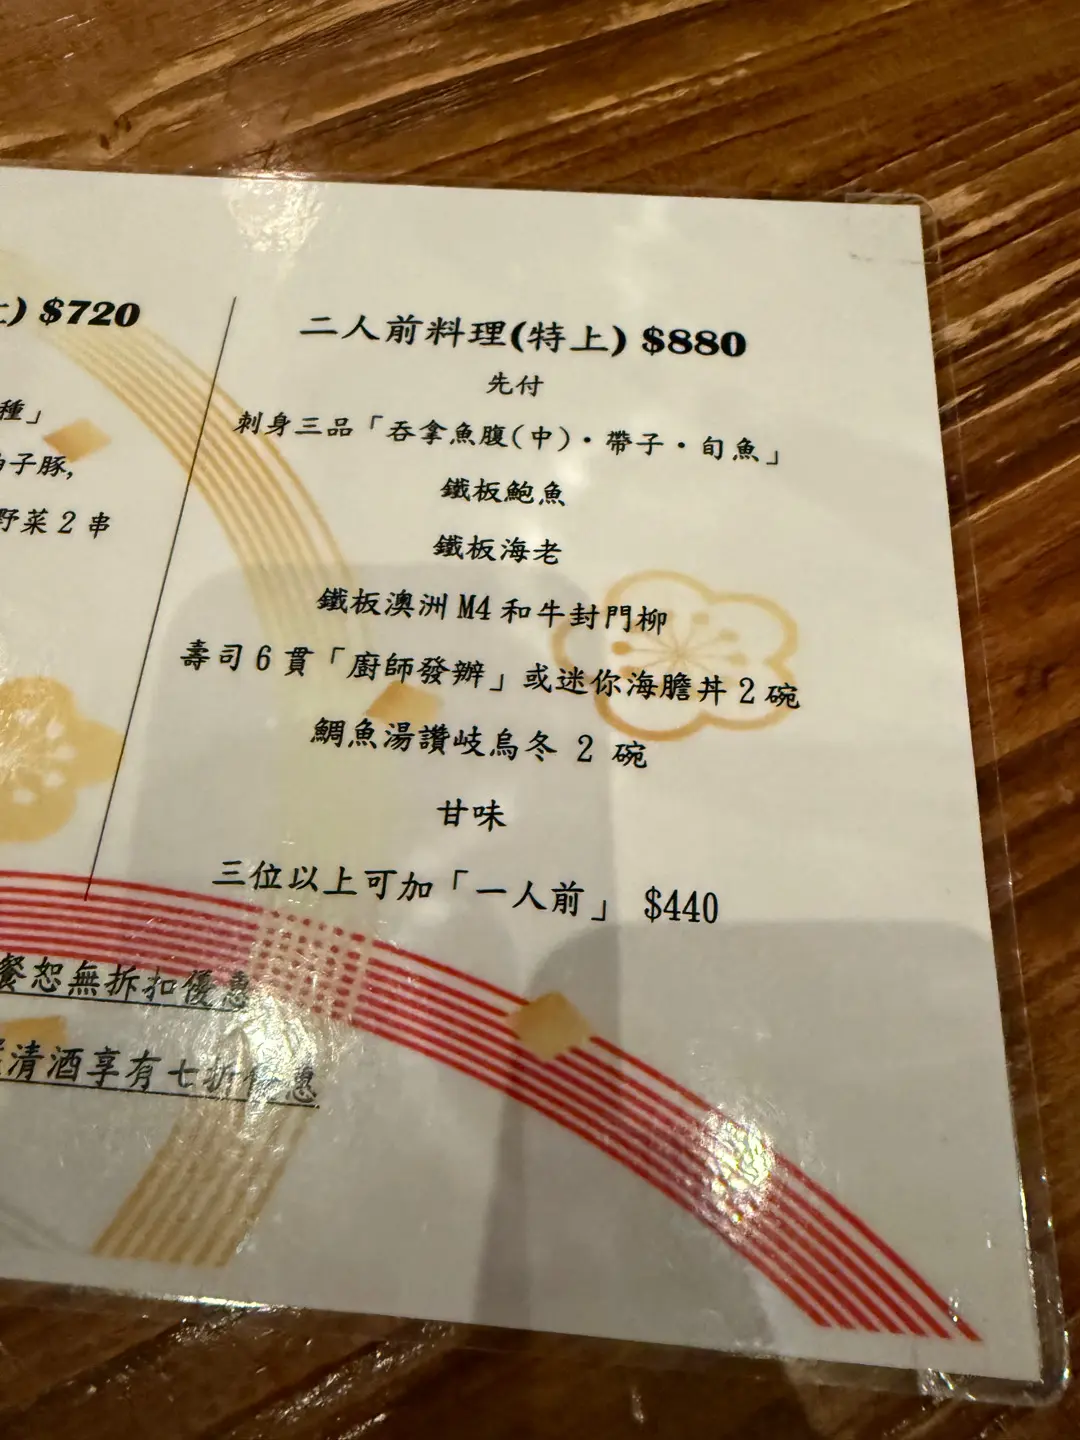 上) $720
種」
子豚,
野菜 2 串
二人前料理(特上) $880
先付
刺身三品「吞拿魚腹(中)・帶子・旬魚」
鐵板鮑魚
鐵板海老
鐵板澳洲 M4 和牛封門柳
壽司 6 貫「廚師發辦」或迷你海膽丼 2 碗
鯛魚湯讚岐烏冬 2 碗
甘味
三位以上可加「一人前」 $440
餐恕無折扣優惠
清酒享有七折優惠